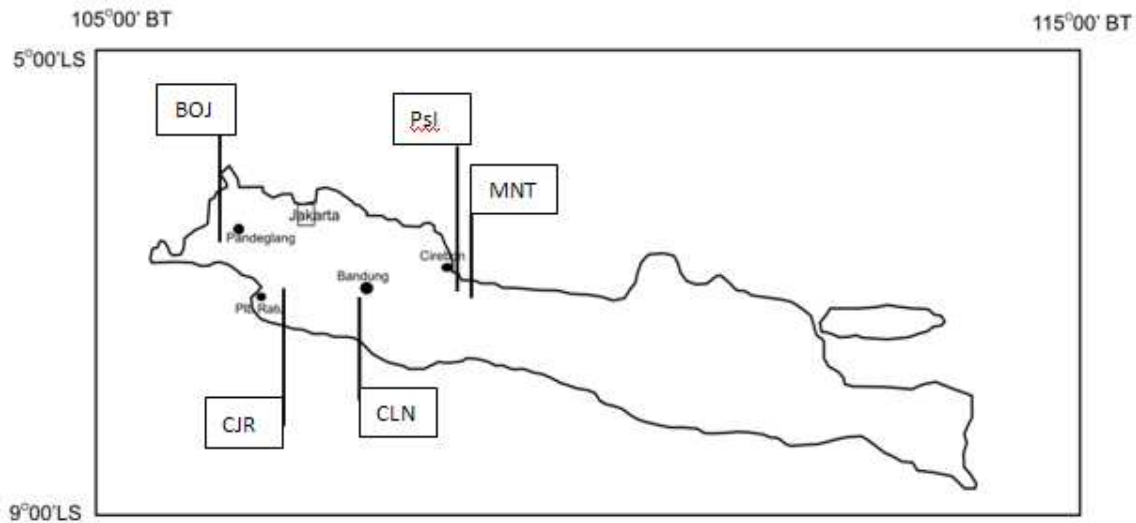 105°00' BT
115°00' BT
5°00'LS
BOJ
Psl
MNT
Jakarta
Pandeglang
Cirebon
Bandung
Plb Ratu
CJR
CLN
9°00'LS